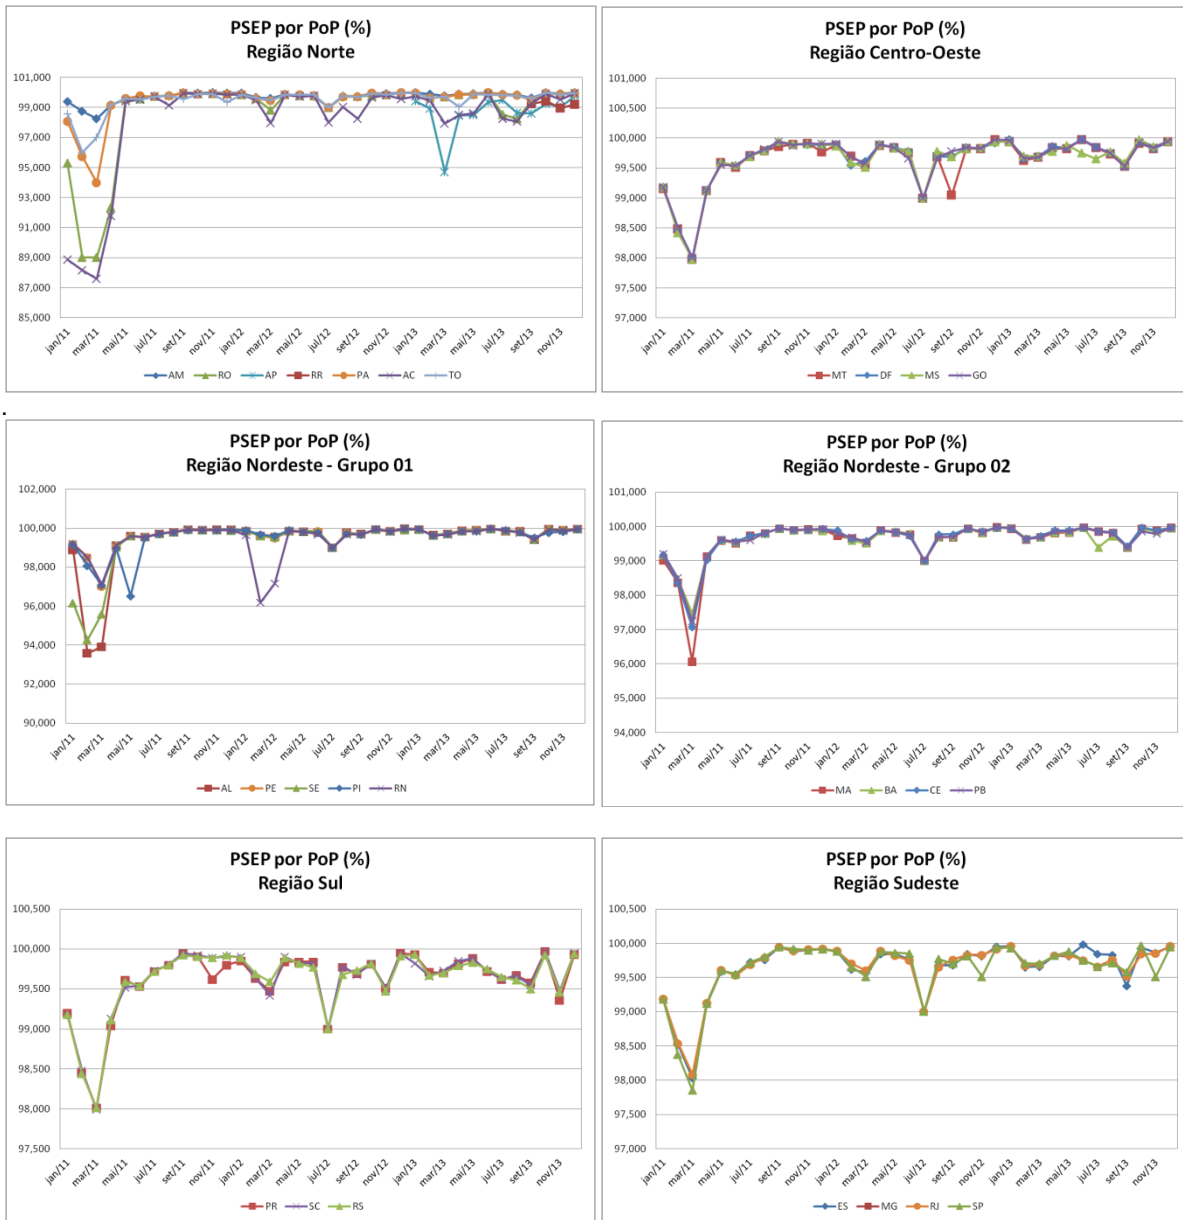 PSEP por PoP (%)
Região Norte
101,000
99,000
97,000
95,000
93,000
91,000
89,000
87,000
85,000
jan/11 mar/11 mai/11 jul/11 set/11 nov/11 jan/12 mar/12 mai/12 jul/12 set/12 nov/12 jan/13 mar/13 mai/13 jul/13 set/13 nov/13
AM RO AP RR PA AC TO
PSEP por PoP (%)
Região Centro-Oeste
101,000
100,500
100,000
99,500
99,000
98,500
98,000
97,500
97,000
jan/11 mar/11 mai/11 jul/11 set/11 nov/11 jan/12 mar/12 mai/12 jul/12 set/12 nov/12 jan/13 mar/13 mai/13 jul/13 set/13 nov/13
MT DF MS GO
.
PSEP por PoP (%)
Região Nordeste - Grupo 01
102,000
100,000
98,000
96,000
94,000
92,000
90,000
jan/11 mar/11 mai/11 jul/11 set/11 nov/11 jan/12 mar/12 mai/12 jul/12 set/12 nov/12 jan/13 mar/13 mai/13 jul/13 set/13 nov/13
AL PE SE PI RN
PSEP por PoP (%)
Região Nordeste - Grupo 02
101,000
100,000
99,000
98,000
97,000
96,000
95,000
94,000
jan/11 mar/11 mai/11 jul/11 set/11 nov/11 jan/12 mar/12 mai/12 jul/12 set/12 nov/12 jan/13 mar/13 mai/13 jul/13 set/13 nov/13
MA BA CE PB
PSEP por PoP (%)
Região Sul
100,500
100,000
99,500
99,000
98,500
98,000
97,500
jan/11 mar/11 mai/11 jul/11 set/11 nov/11 jan/12 mar/12 mai/12 jul/12 set/12 nov/12 jan/13 mar/13 mai/13 jul/13 set/13 nov/13
PR SC RS
PSEP por PoP (%)
Região Sudeste
100,500
100,000
99,500
99,000
98,500
98,000
97,500
97,000
jan/11 mar/11 mai/11 jul/11 set/11 nov/11 jan/12 mar/12 mai/12 jul/12 set/12 nov/12 jan/13 mar/13 mai/13 jul/13 set/13 nov/13
ES MG RJ SP